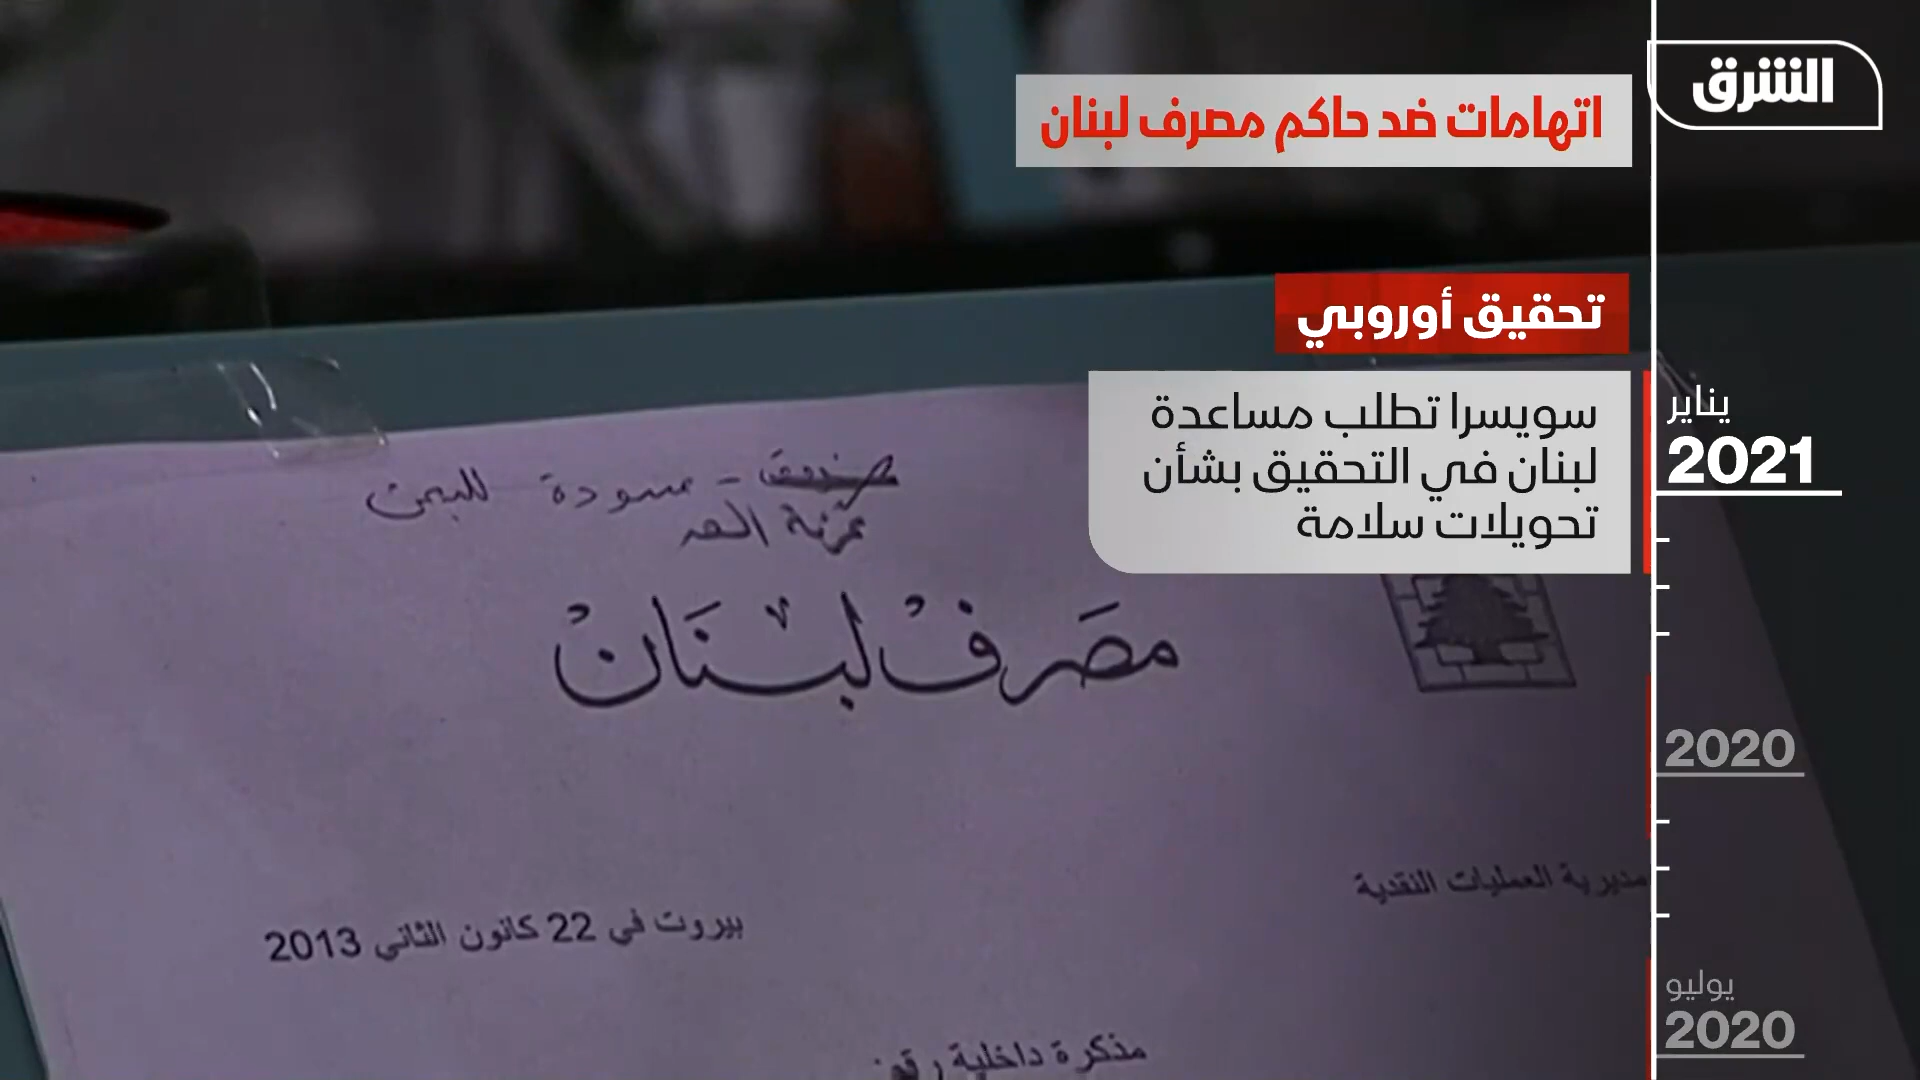 الشرق
اتهامات ضد حاكم مصرف لبنان
تحقيق أوروبي
سويسرا تطلب مساعدة
لبنان في التحقيق بشأن
تحويلات سلامة
يناير
2021
2020
يوليو
2020
مسودة
مصرف لبنان
مديرية العمليات النقدية
بيروت في 22 كانون الثاني 2013
مذكرة داخلية رقم